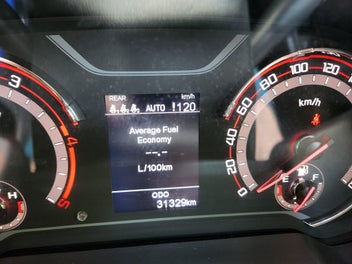 REAR km/h
AUTO !120
Average Fuel
Economy
--.-
L/100km
ODO
31329km
3
4
5
H
0
20
40
60
80
100
120
km/h
E F